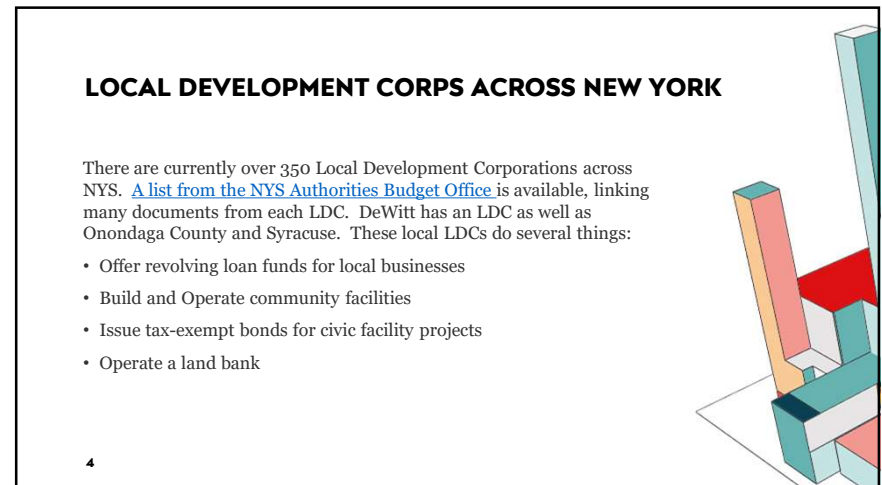 LOCAL DEVELOPMENT CORPS ACROSS NEW YORK
There are currently over 350 Local Development Corporations across
NYS. A list from the NYS Authorities Budget Office is available, linking
many documents from each LDC. DeWitt has an LDC as well as
Onondaga County and Syracuse. These local LDCs do several things:
• Offer revolving loan funds for local businesses
• Build and Operate community facilities
• Issue tax-exempt bonds for civic facility projects
• Operate a land bank
4